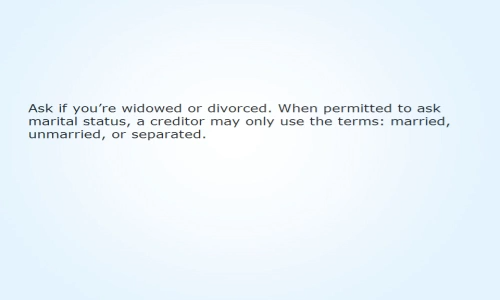 Ask if you’re widowed or divorced. When permitted to ask
marital status, a creditor may only use the terms: married,
unmarried, or separated.